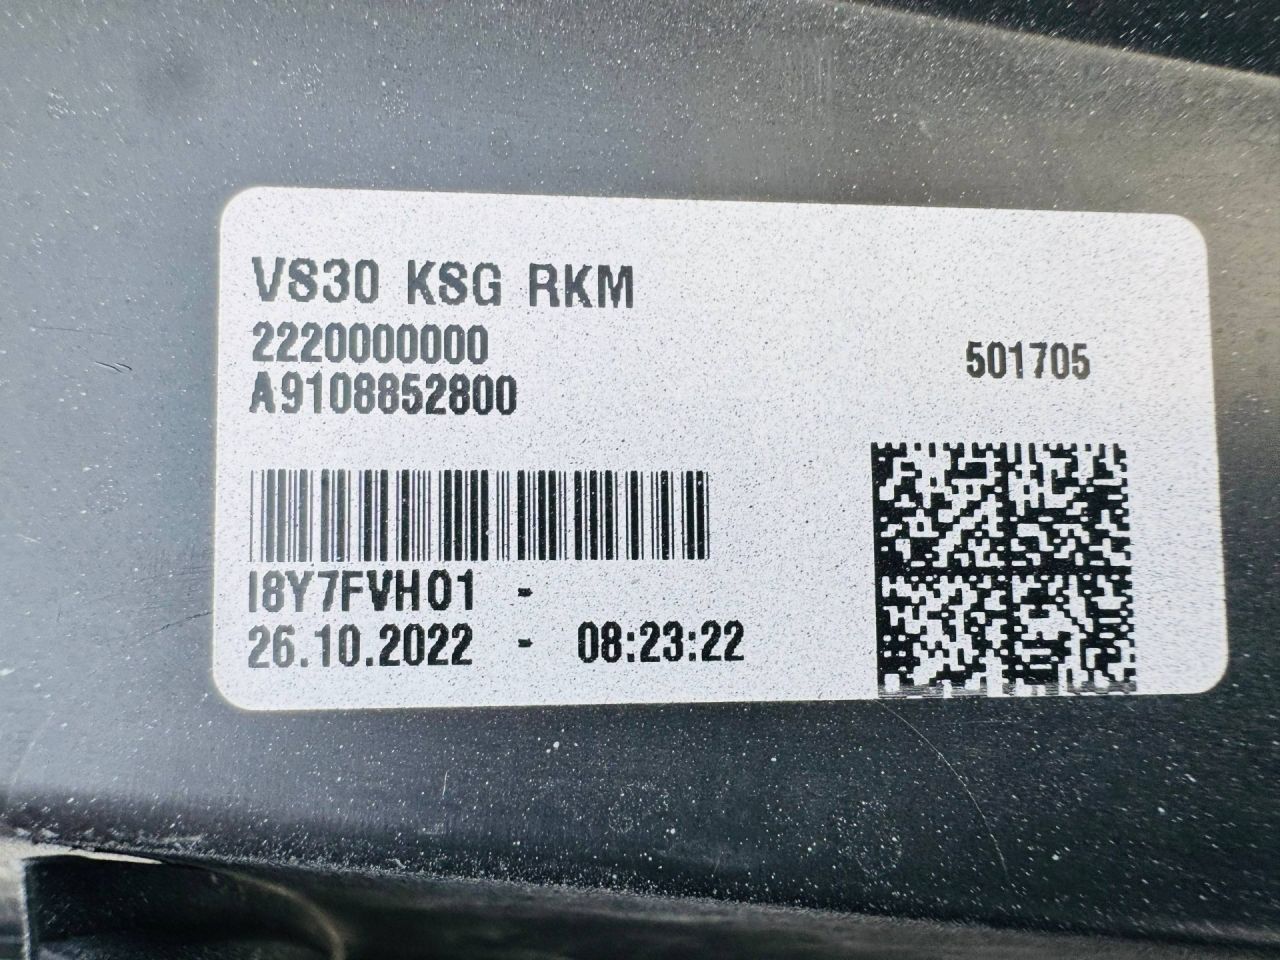 VS30 KSG RKM
2220000000
A9108852800
501705
I8Y7FVH01 -
26.10.2022 - 08:23:22